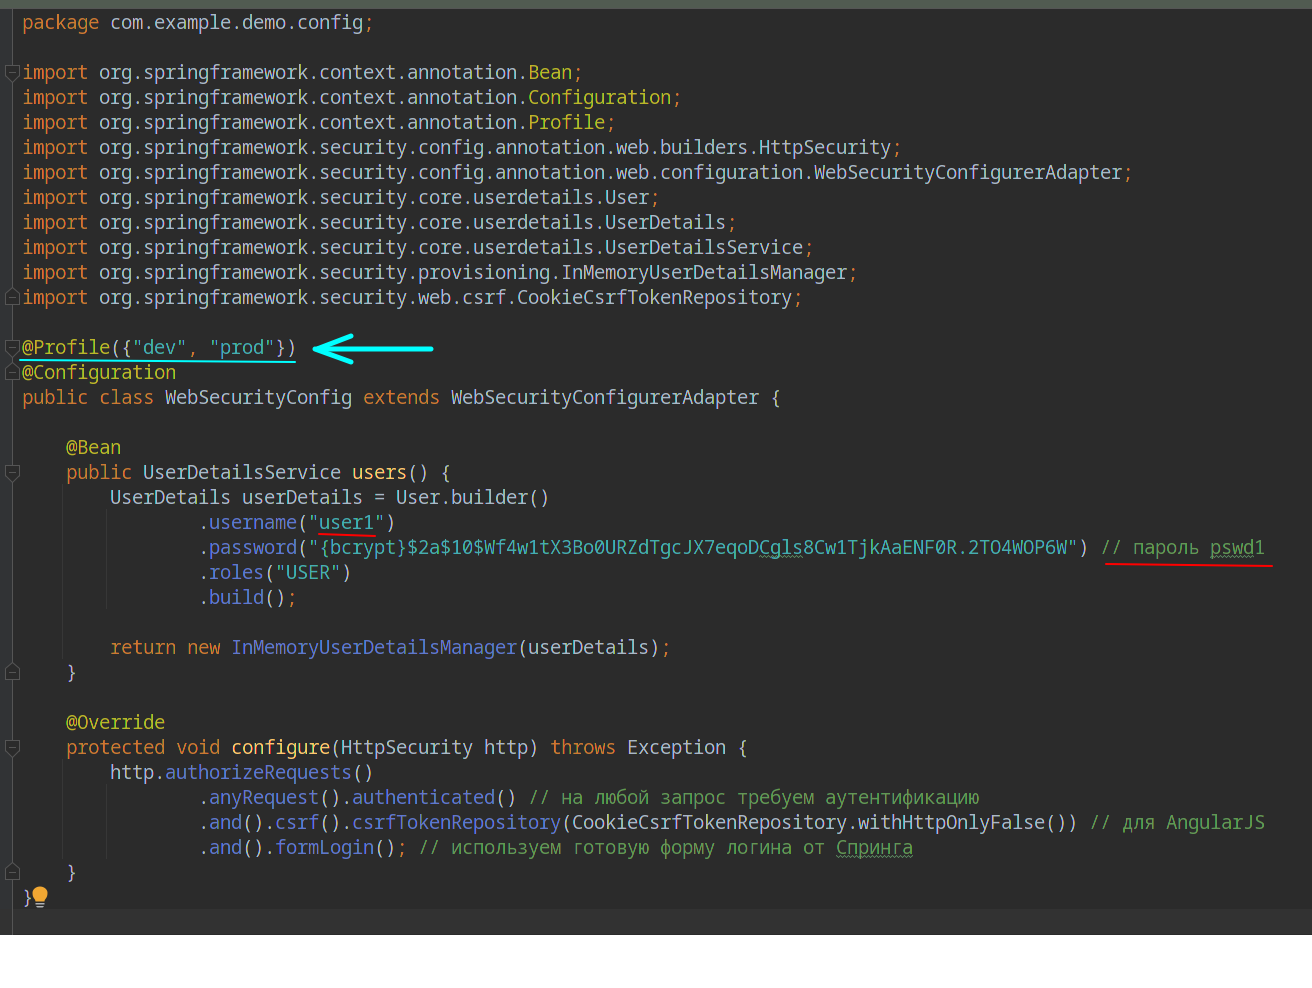 package com.example.demo.config;
import org.springframework.context.annotation.Bean;
import org.springframework.context.annotation.Configuration;
import org.springframework.context.annotation.Profile;
import org.springframework.security.config.annotation.web.builders.HttpSecurity;
import org.springframework.security.config.annotation.web.configuration.WebSecurityConfigurerAdapter;
import org.springframework.security.core.userdetails.User;
import org.springframework.security.core.userdetails.UserDetails;
import org.springframework.security.core.userdetails.UserDetailsService;
import org.springframework.security.provisioning.InMemoryUserDetailsManager;
import org.springframework.security.web.csrf.CookieCsrfTokenRepository;
@Profile({"dev", "prod"})
@Configuration
public class WebSecurityConfig extends WebSecurityConfigurerAdapter {
@Bean
public UserDetailsService users() {
UserDetails userDetails = User.builder()
.username("user1")
.password("{bcrypt}$2a$10$Wf4w1tX3Bo0URZdTgcJX7eqoDCgls8Cw1TjkAaENF0R.2TO4WOP6W") // пароль pswd1
.roles("USER")
.build();
return new InMemoryUserDetailsManager(userDetails);
}
@Override
protected void configure(HttpSecurity http) throws Exception {
http.authorizeRequests()
.anyRequest().authenticated() // на любой запрос требуем аутентификацию
.and().csrf().csrfTokenRepository(CookieCsrfTokenRepository.withHttpOnlyFalse()) // для AngularJS
.and().formLogin(); // используем готовую форму логина от Спринга
}
}